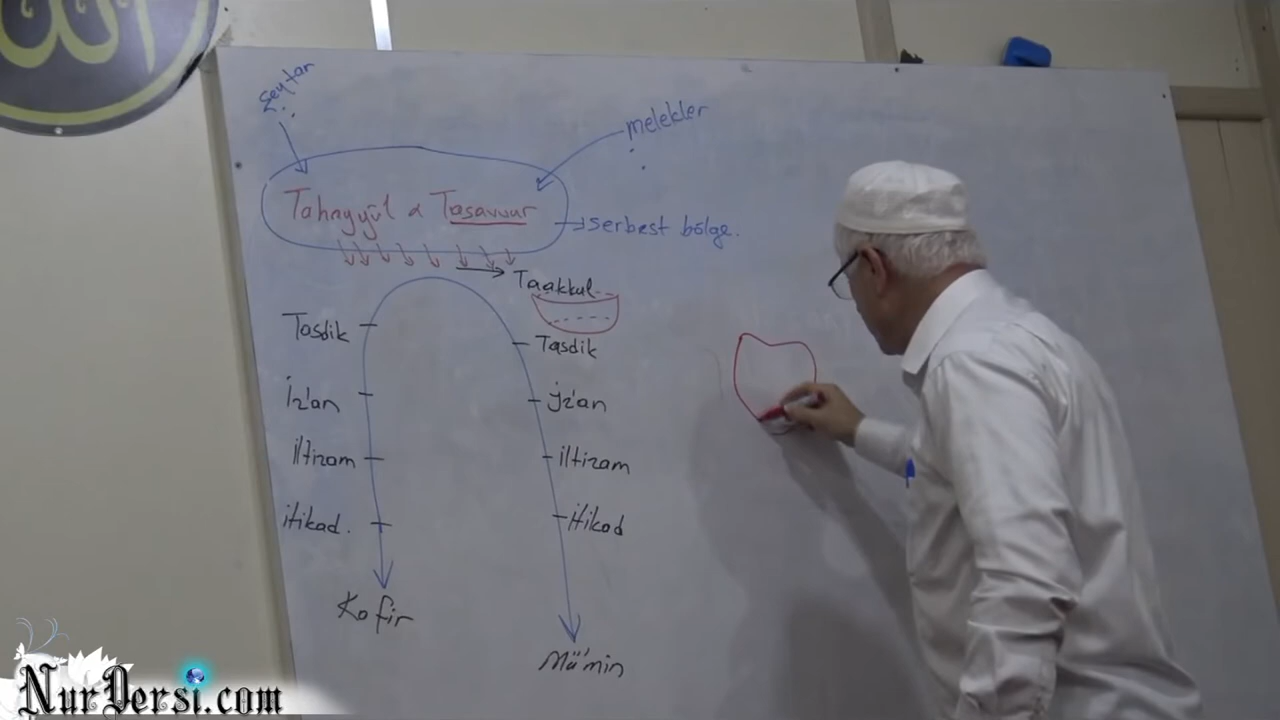 الله
şeytan
melekler
Tahayyül & Tasavvur
serbest bölge.
Taakkul
Tasdik
Tasdik
İz'an
İz'an
iltizam
iltizam
itikad.
itikad
Kafir
Mü'min
NurDersi.com